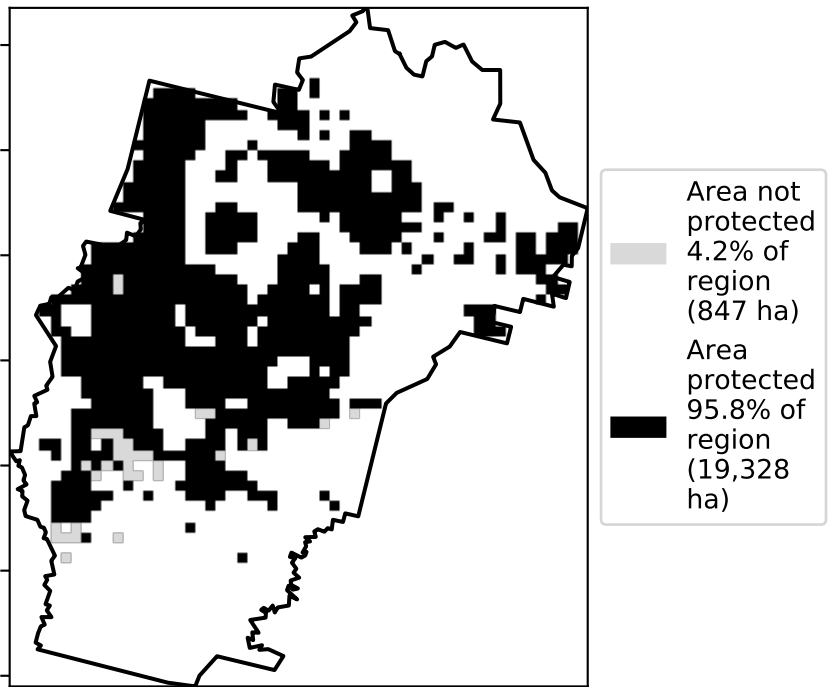 Area not
protected
4.2% of
region
(847 ha)
Area
protected
95.8% of
region
(19,328
ha)